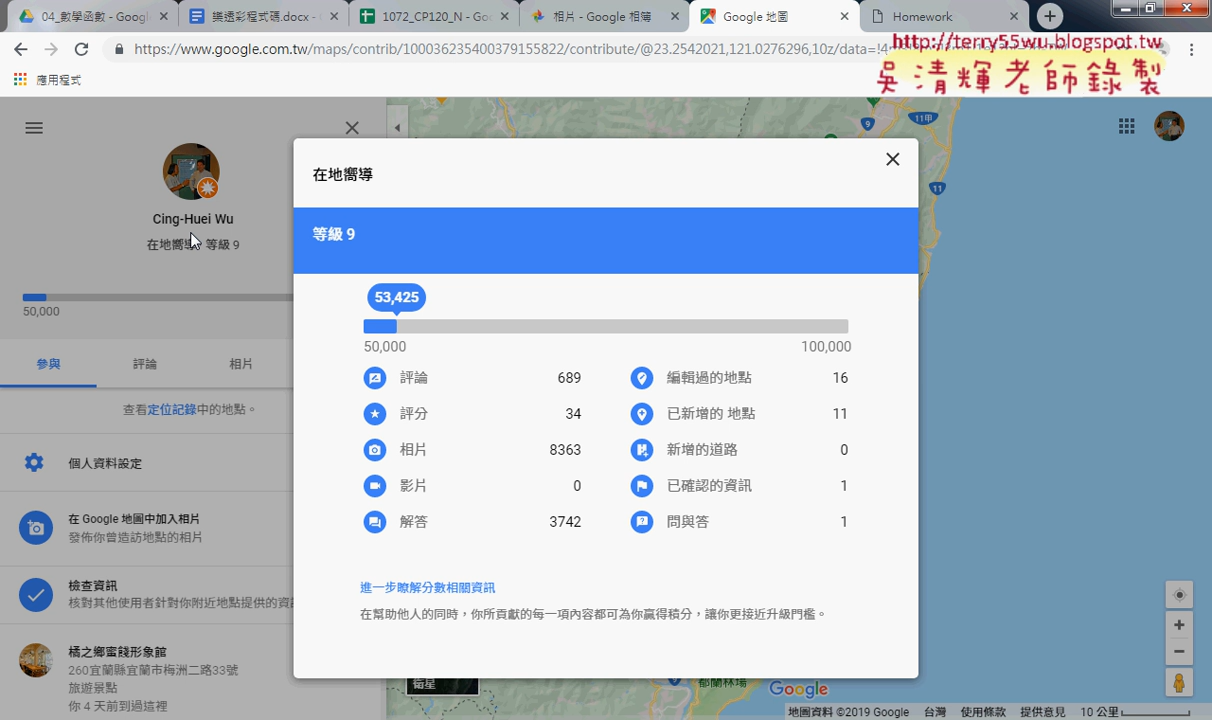 04_數學函數 - Googl
樂透彩程式碼.docx -
1072_CP120_N - Goo
相片 - Google 相簿
Google 地圖
Homework
https://www.google.com.tw/maps/contrib/100036235400379155822/contribute/@23.2542021,121.0276296,10z/data=!4
http://terry55wu.blogspot.tw
吳清輝老師錄製
應用程式
Cing-Huei Wu
在地嚮導 等級 9
50,000
參與
評論
相片
查看定位記錄中的地點。
個人資料設定
在 Google 地圖中加入相片
發佈你曾造訪地點的相片
檢查資訊
核對其他使用者針對你附近地點提供的資
橘之鄉蜜餞形象館
260宜蘭縣宜蘭市梅洲二路33號
旅遊景點
你 4 天前到過這裡
在地嚮導
等級 9
53,425
50,000
100,000
評論 689
編輯過的地點 16
評分 34
已新增的 地點 11
相片 8363
新增的道路 0
影片 0
已確認的資訊 1
解答 3742
問與答 1
進一步瞭解分數相關資訊
在幫助他人的同時，你所貢獻的每一項內容都可為你贏得積分，讓你更接近升級門檻。
9
11甲
11
衛星
9
都蘭林場
Google
地圖資料 ©2019 Google 台灣 使用條款 提供意見 10 公里